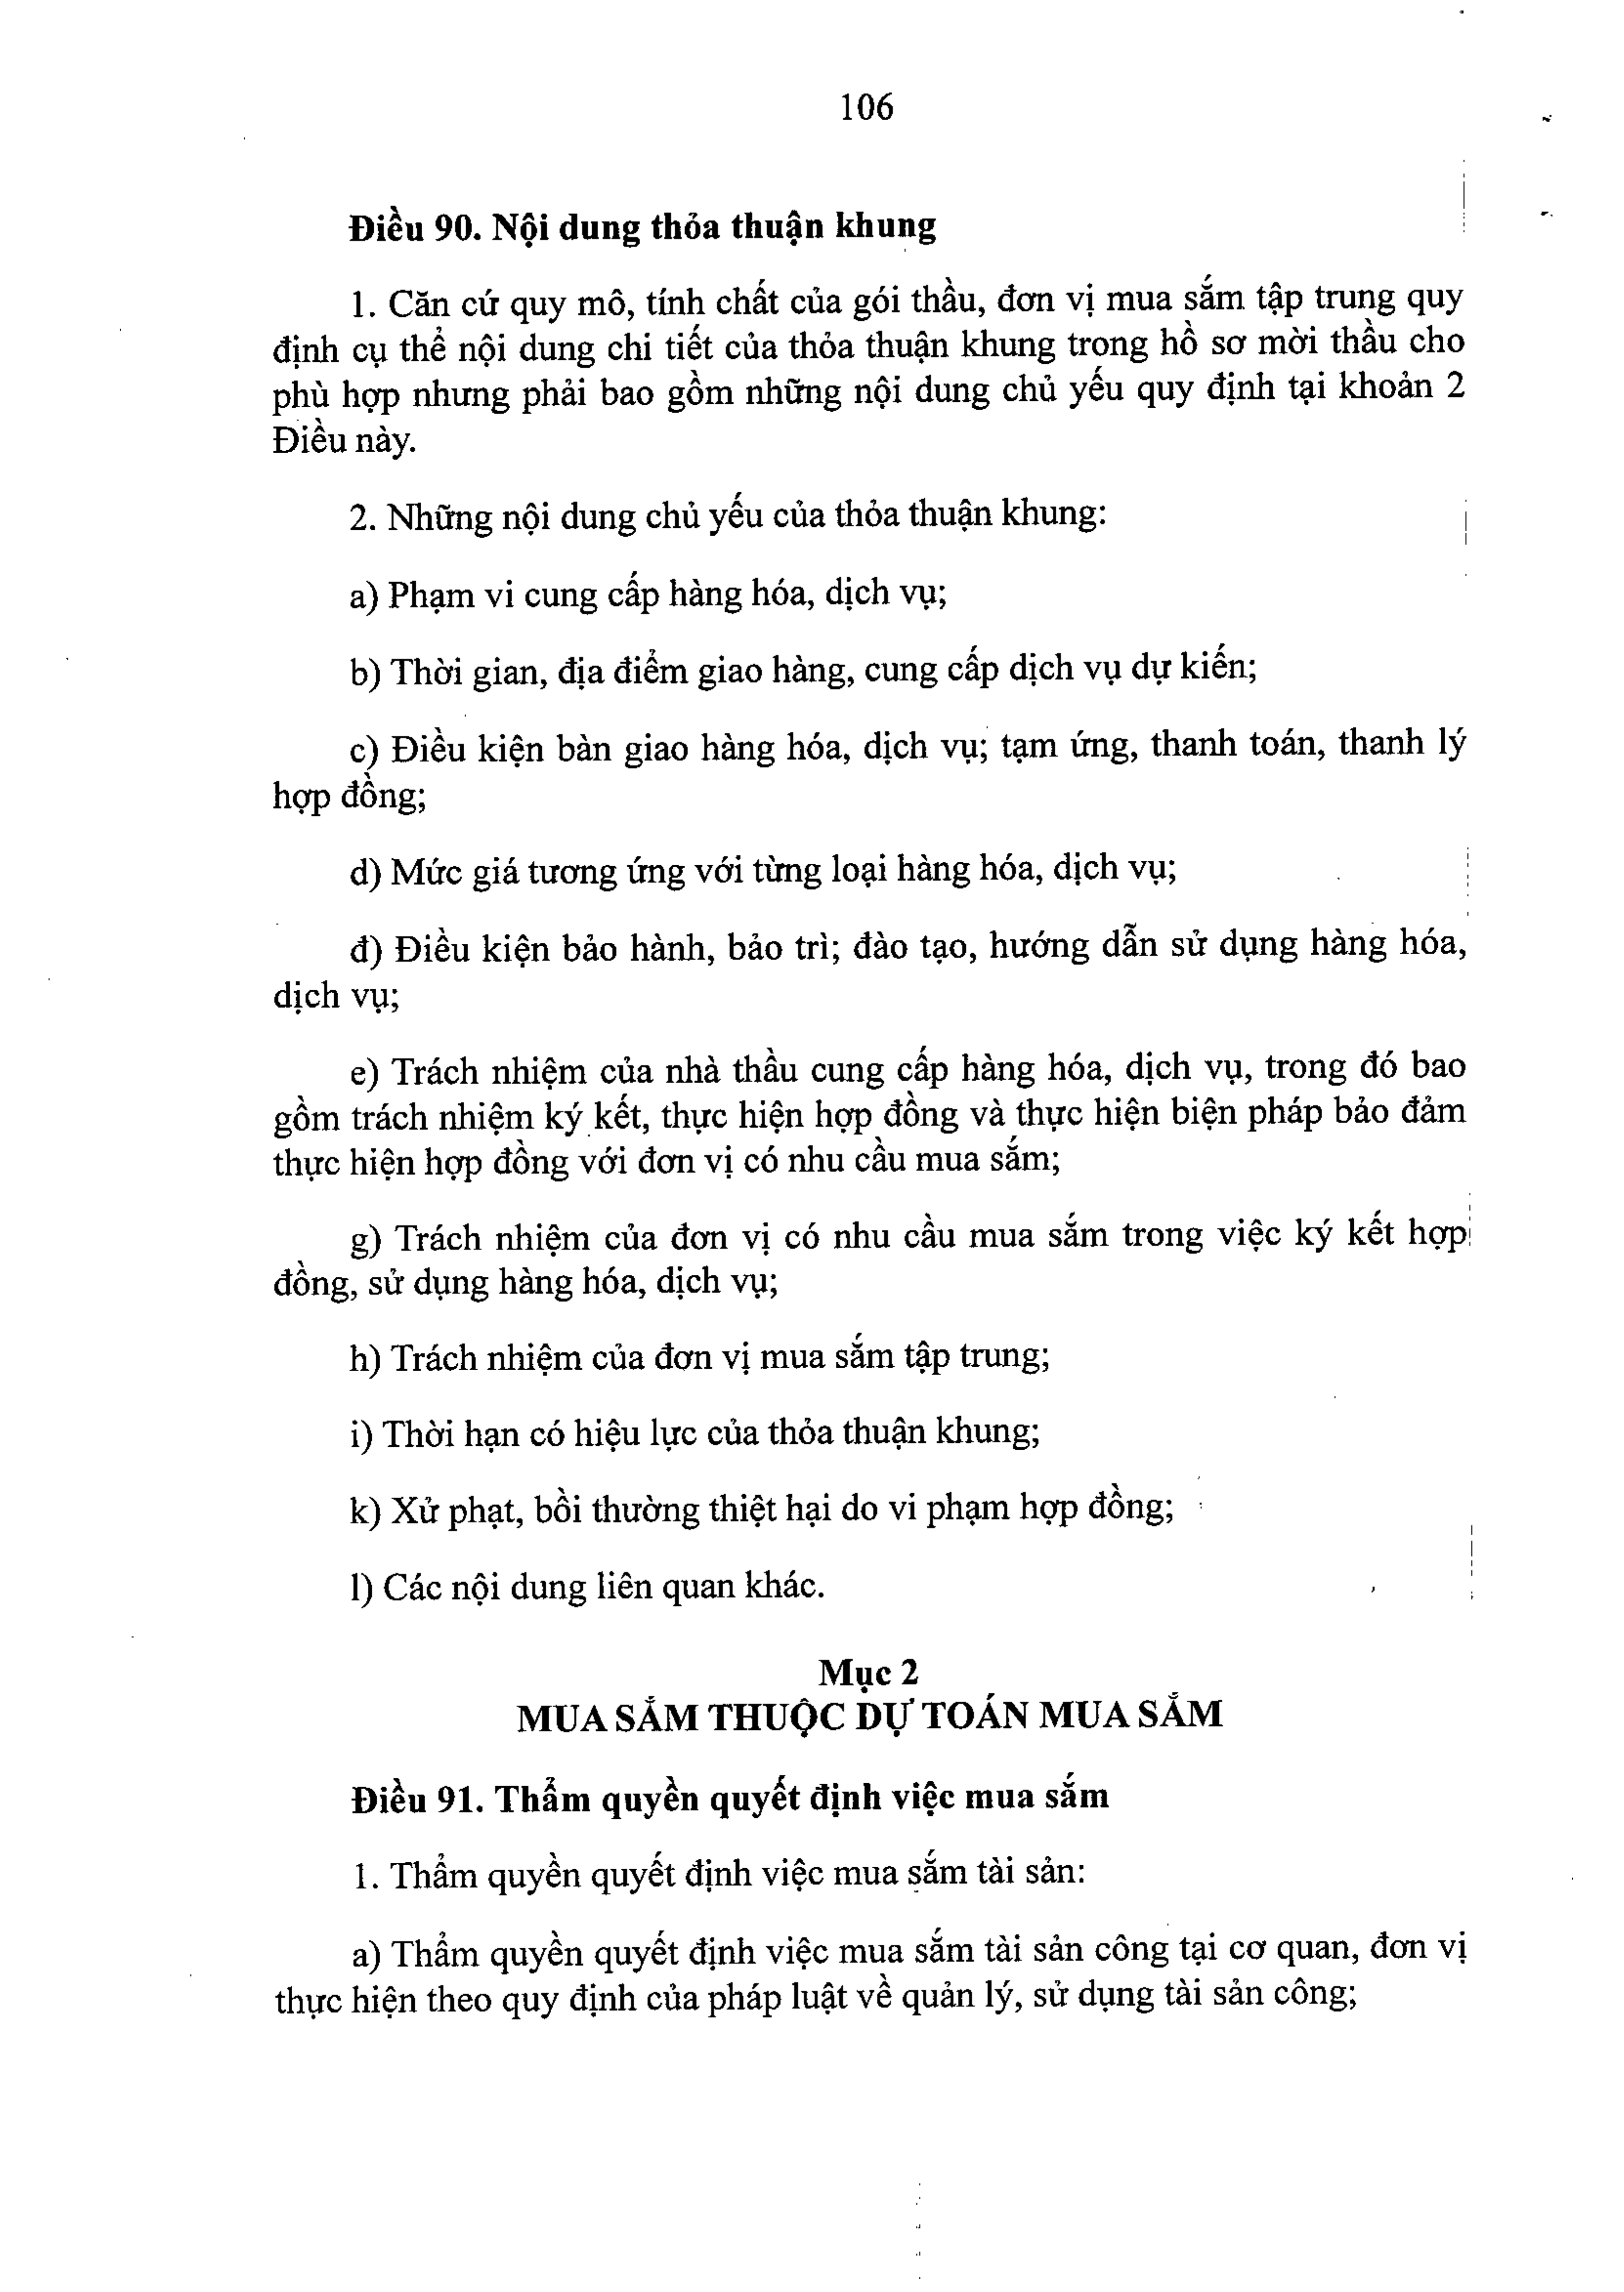 106
Điều 90. Nội dung thỏa thuận khung
1. Căn cứ quy mô, tính chất của gói thầu, đơn vị mua sắm tập trung quy
định cụ thể nội dung chi tiết của thỏa thuận khung trong hồ sơ mời thầu cho
phù hợp nhưng phải bao gồm những nội dung chủ yếu quy định tại khoản 2
Điều này.
2. Những nội dung chủ yếu của thỏa thuận khung:
a) Phạm vi cung cấp hàng hóa, dịch vụ;
b) Thời gian, địa điểm giao hàng, cung cấp dịch vụ dự kiến;
c) Điều kiện bàn giao hàng hóa, dịch vụ; tạm ứng, thanh toán, thanh lý
hợp đồng;
d) Mức giá tương ứng với từng loại hàng hóa, dịch vụ;
đ) Điều kiện bảo hành, bảo trì; đào tạo, hướng dẫn sử dụng hàng hóa,
dịch vụ;
e) Trách nhiệm của nhà thầu cung cấp hàng hóa, dịch vụ, trong đó bao
gồm trách nhiệm ký kết, thực hiện hợp đồng và thực hiện biện pháp bảo đảm
thực hiện hợp đồng với đơn vị có nhu cầu mua sắm;
g) Trách nhiệm của đơn vị có nhu cầu mua sắm trong việc ký kết hợp
đồng, sử dụng hàng hóa, dịch vụ;
h) Trách nhiệm của đơn vị mua sắm tập trung;
i) Thời hạn có hiệu lực của thỏa thuận khung;
k) Xử phạt, bồi thường thiệt hại do vi phạm hợp đồng;
l) Các nội dung liên quan khác.
Mục 2
MUA SẮM THUỘC DỰ TOÁN MUA SẮM
Điều 91. Thẩm quyền quyết định việc mua sắm
1. Thẩm quyền quyết định việc mua sắm tài sản:
a) Thẩm quyền quyết định việc mua sắm tài sản công tại cơ quan, đơn vị
thực hiện theo quy định của pháp luật về quản lý, sử dụng tài sản công;